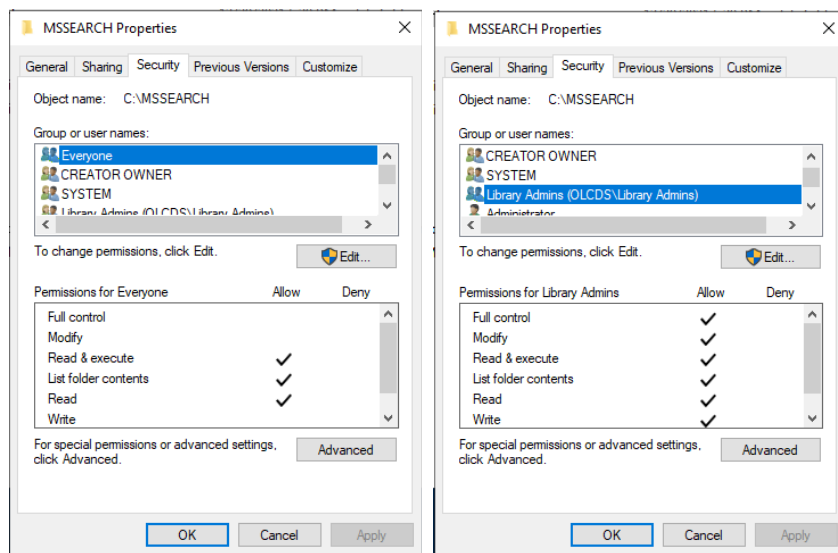 MSSEARCH Properties
General Sharing Security Previous Versions Customize
Object name: C:\MSSEARCH
Group or user names:
Everyone
CREATOR OWNER
SYSTEM
Library Admins (OLCDS\Library Admins)
To change permissions, click Edit.
Edit...
Permissions for Everyone Allow Deny
Full control
Modify
Read & execute
List folder contents
Read
Write
For special permissions or advanced settings,
click Advanced.
Advanced
OK Cancel Apply
MSSEARCH Properties
General Sharing Security Previous Versions Customize
Object name: C:\MSSEARCH
Group or user names:
CREATOR OWNER
SYSTEM
Library Admins (OLCDS\Library Admins)
Administrator
To change permissions, click Edit.
Edit...
Permissions for Library Admins Allow Deny
Full control
Modify
Read & execute
List folder contents
Read
Write
For special permissions or advanced settings,
click Advanced.
Advanced
OK Cancel Apply